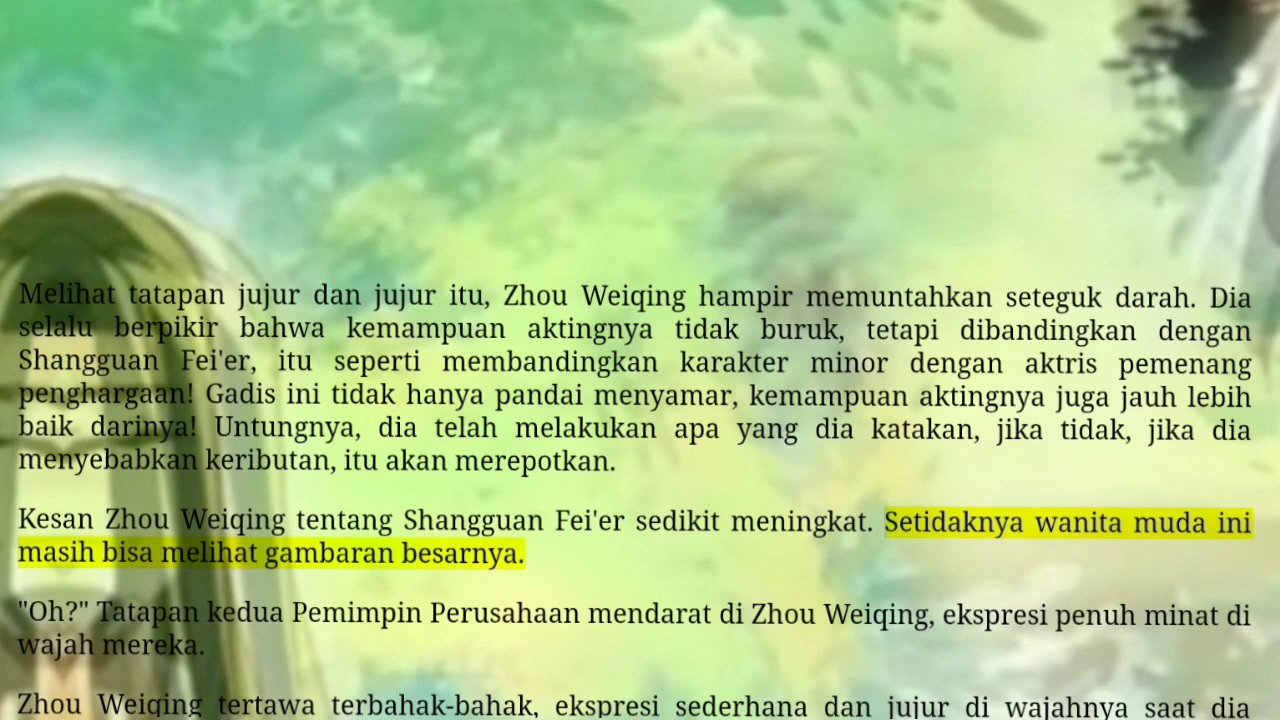 Melihat tatapan jujur dan jujur itu, Zhou Weiqing hampir memuntahkan seteguk darah. Dia
selalu berpikir bahwa kemampuan aktingnya tidak buruk, tetapi dibandingkan dengan
Shangguan Fei'er, itu seperti membandingkan karakter minor dengan aktris pemenang
penghargaan! Gadis ini tidak hanya pandai menyamar, kemampuan aktingnya juga jauh lebih
baik darinya! Untungnya, dia telah melakukan apa yang dia katakan, jika tidak, jika dia
menyebabkan keributan, itu akan merepotkan.
Kesan Zhou Weiqing tentang Shangguan Fei'er sedikit meningkat. Setidaknya wanita muda ini
masih bisa melihat gambaran besarnya.
"Oh?" Tatapan kedua Pemimpin Perusahaan mendarat di Zhou Weiqing, ekspresi penuh minat di
wajah mereka.
Zhou Weiqing tertawa terbahak-bahak, ekspresi sederhana dan jujur di wajahnya saat dia